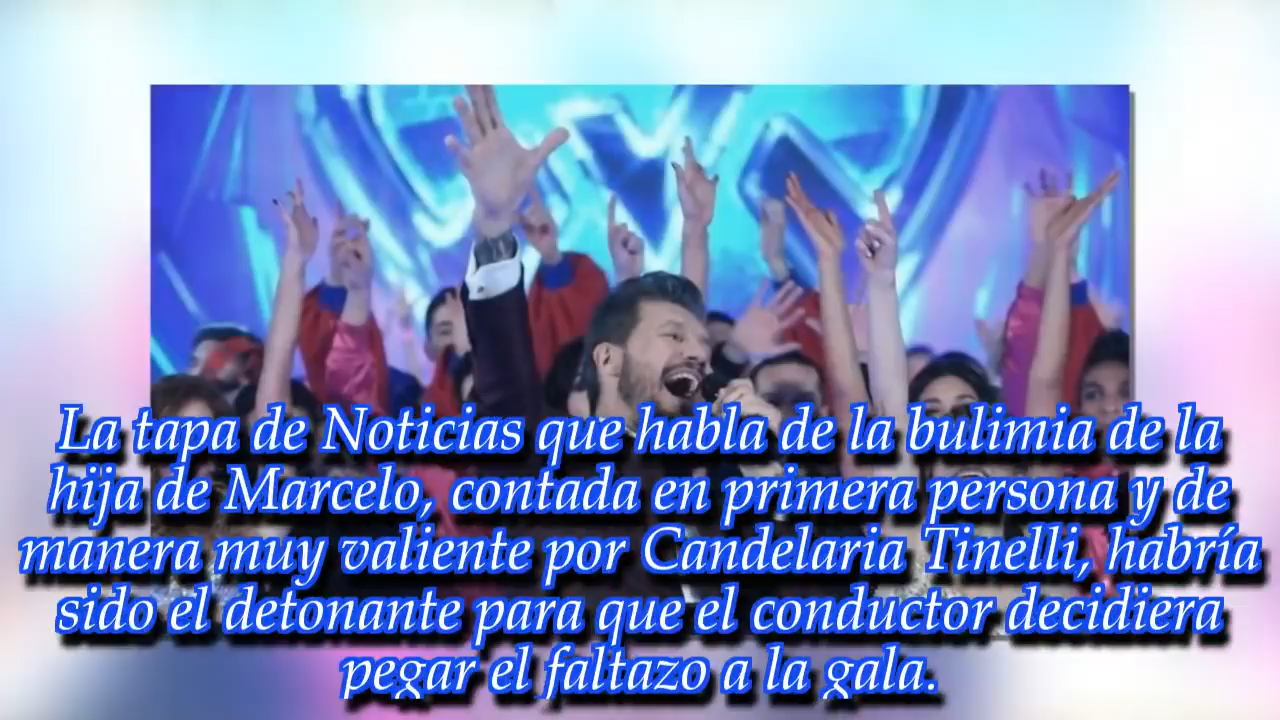 La tapa de Noticias que habla de la bulimia de la
hija de Marcelo, contada en primera persona y de
manera muy valiente por Candelaria Tinelli, habría
sido el detonante para que el conductor decidiera
pegar el faltazo a la gala.